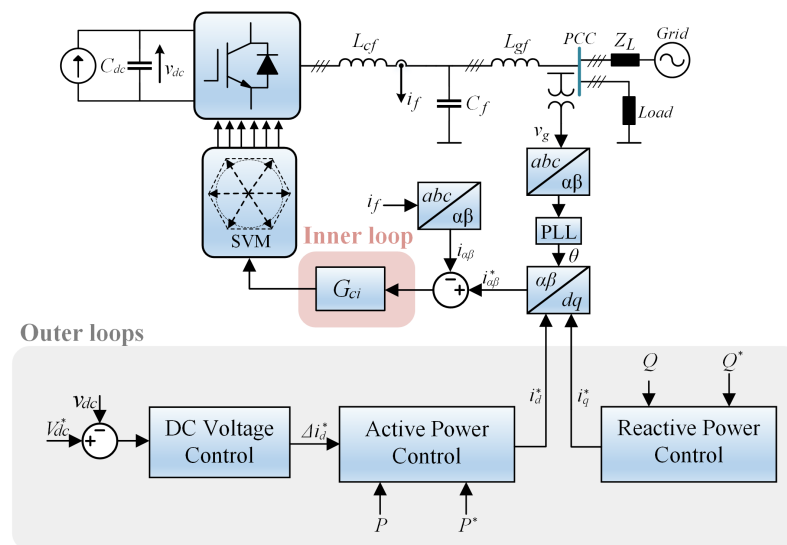 C_dc
v_dc
L_cf
i_f
C_f
L_gf
PCC
Z_L
Grid
Load
v_g
abc
αβ
PLL
θ
αβ
dq
i_f
abc
αβ
i_αβ
i*_αβ
SVM
Inner loop
G_ci
Outer loops
v_dc
V*_dc
DC Voltage
Control
Δi*_d
Active Power
Control
P
P*
i*_d
i*_q
Q
Q*
Reactive Power
Control